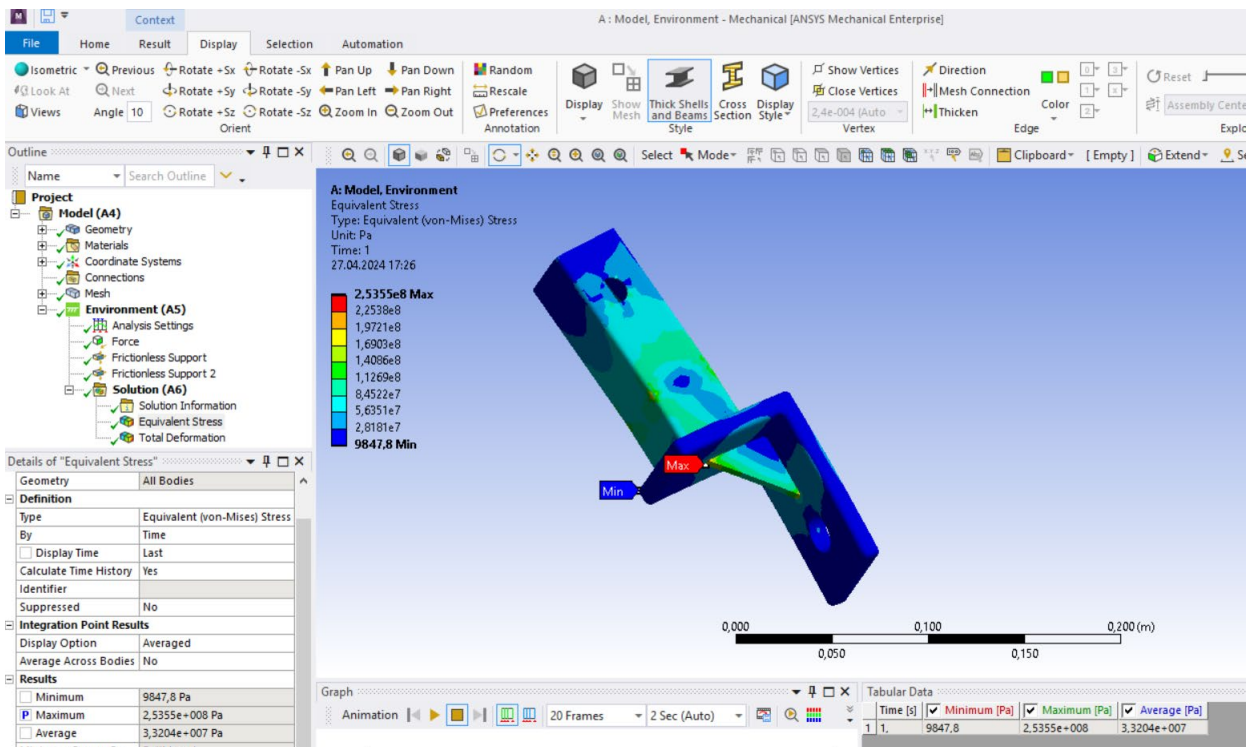 Context
A : Model, Environment - Mechanical [ANSYS Mechanical Enterprise]
File Home Result Display Selection Automation
Isometric Previous Rotate +Sx Rotate -Sx Pan Up Pan Down Random Show Vertices Direction Reset
Look At Next Rotate +Sy Rotate -Sy Pan Left Pan Right Rescale Close Vertices Mesh Connection
Views Angle 10 Rotate +Sz Rotate -Sz Zoom In Zoom Out Preferences 2,4e-004 (Auto Thicken Assembly Cente
Display Show Mesh Thick Shells and Beams Cross Section Display Style Color
Orient Annotation Style Vertex Edge Explo
Outline
Select Mode Clipboard [ Empty ] Extend Se
Name Search Outline
Project
Model (A4)
Geometry
Materials
Coordinate Systems
Connections
Mesh
Environment (A5)
Analysis Settings
Force
Frictionless Support
Frictionless Support 2
Solution (A6)
Solution Information
Equivalent Stress
Total Deformation
Details of "Equivalent Stress"
Geometry All Bodies
Definition
Type Equivalent (von-Mises) Stress
By Time
Display Time Last
Calculate Time History Yes
Identifier
Suppressed No
Integration Point Results
Display Option Averaged
Average Across Bodies No
Results
Minimum 9847,8 Pa
P Maximum 2,5355e+008 Pa
Average 3,3204e+007 Pa
A: Model, Environment
Equivalent Stress
Type: Equivalent (von-Mises) Stress
Unit: Pa
Time: 1
27.04.2024 17:26
2,5355e8 Max
2,2538e8
1,9721e8
1,6903e8
1,4086e8
1,1269e8
8,4522e7
5,6351e7
2,8181e7
9847,8 Min
Max
Min
0,000 0,100 0,200 (m)
0,050 0,150
Graph
Animation 20 Frames 2 Sec (Auto)
Tabular Data
Time [s] Minimum [Pa] Maximum [Pa] Average [Pa]
1 1, 9847,8 2,5355e+008 3,3204e+007